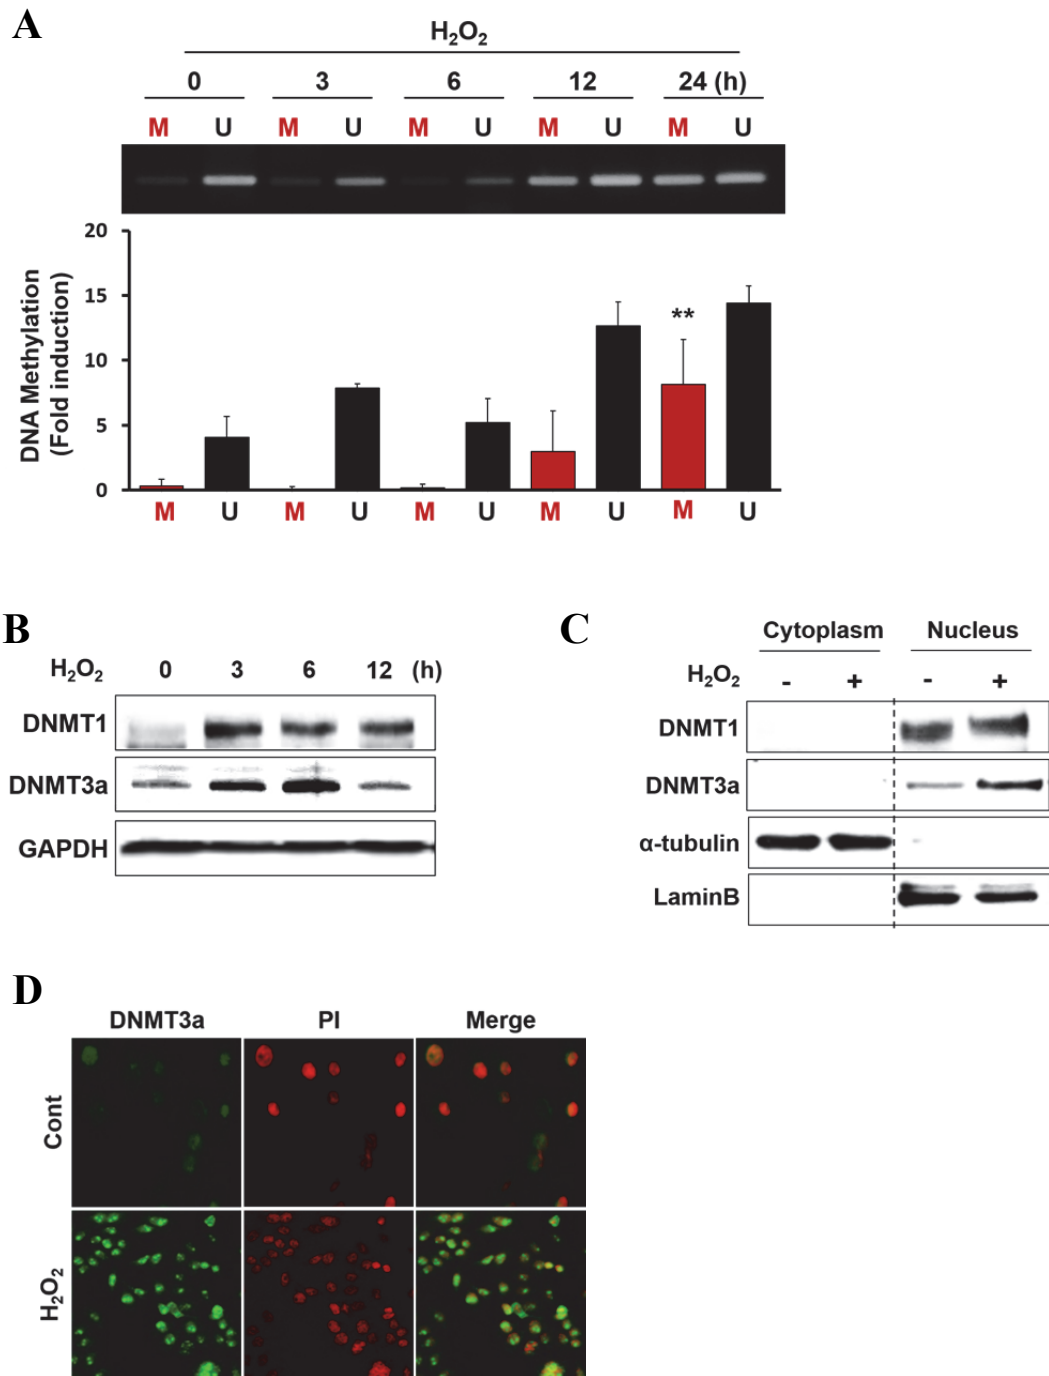 A
H₂O₂
0 3 6 12 24 (h)
M U M U M U M U M U
20
15
10
5
0
DNA Methylation
(Fold induction)
**
M U M U M U M U M U
B
H₂O₂ 0 3 6 12 (h)
DNMT1
DNMT3a
GAPDH
C
Cytoplasm Nucleus
H₂O₂ - + - +
DNMT1
DNMT3a
α-tubulin
LaminB
D
DNMT3a PI Merge
Cont
H₂O₂